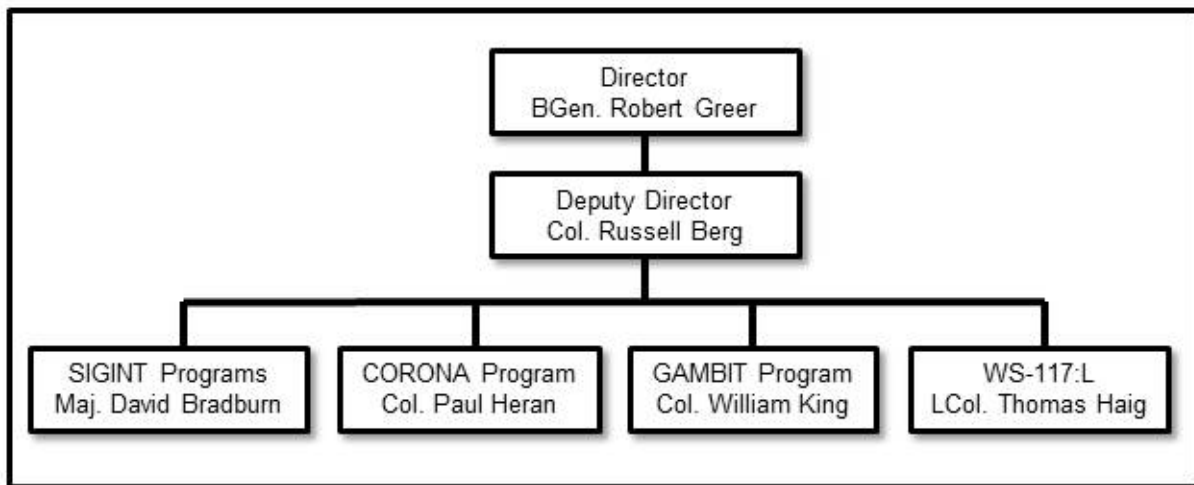 Director
BGen. Robert Greer
Deputy Director
Col. Russell Berg
SIGINT Programs
Maj. David Bradburn
CORONA Program
Col. Paul Heran
GAMBIT Program
Col. William King
WS-117:L
LCol. Thomas Haig